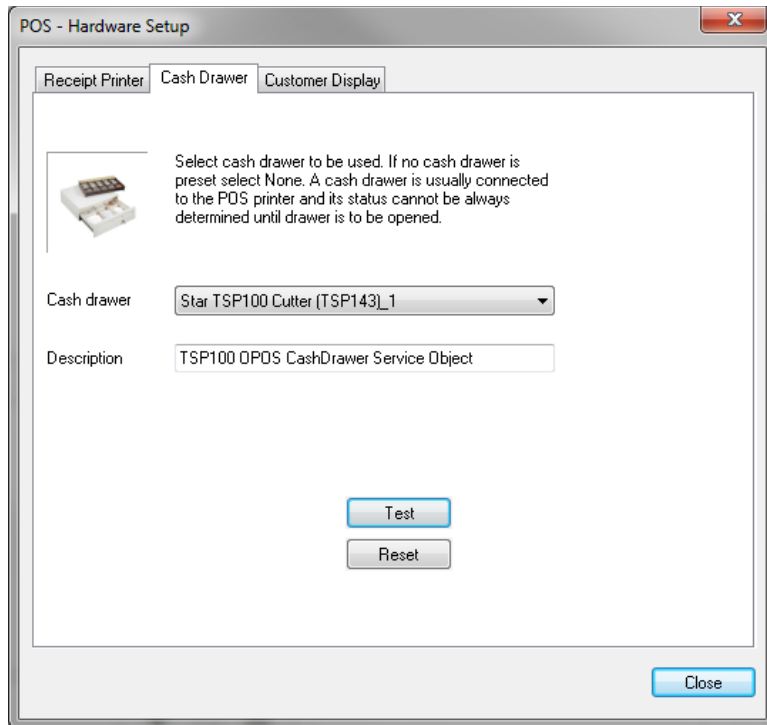 POS - Hardware Setup
Receipt Printer Cash Drawer Customer Display
Select cash drawer to be used. If no cash drawer is
preset select None. A cash drawer is usually connected
to the POS printer and its status cannot be always
determined until drawer is to be opened.
Cash drawer Star TSP100 Cutter (TSP143)_1
Description TSP100 OPOS CashDrawer Service Object
Test
Reset
Close